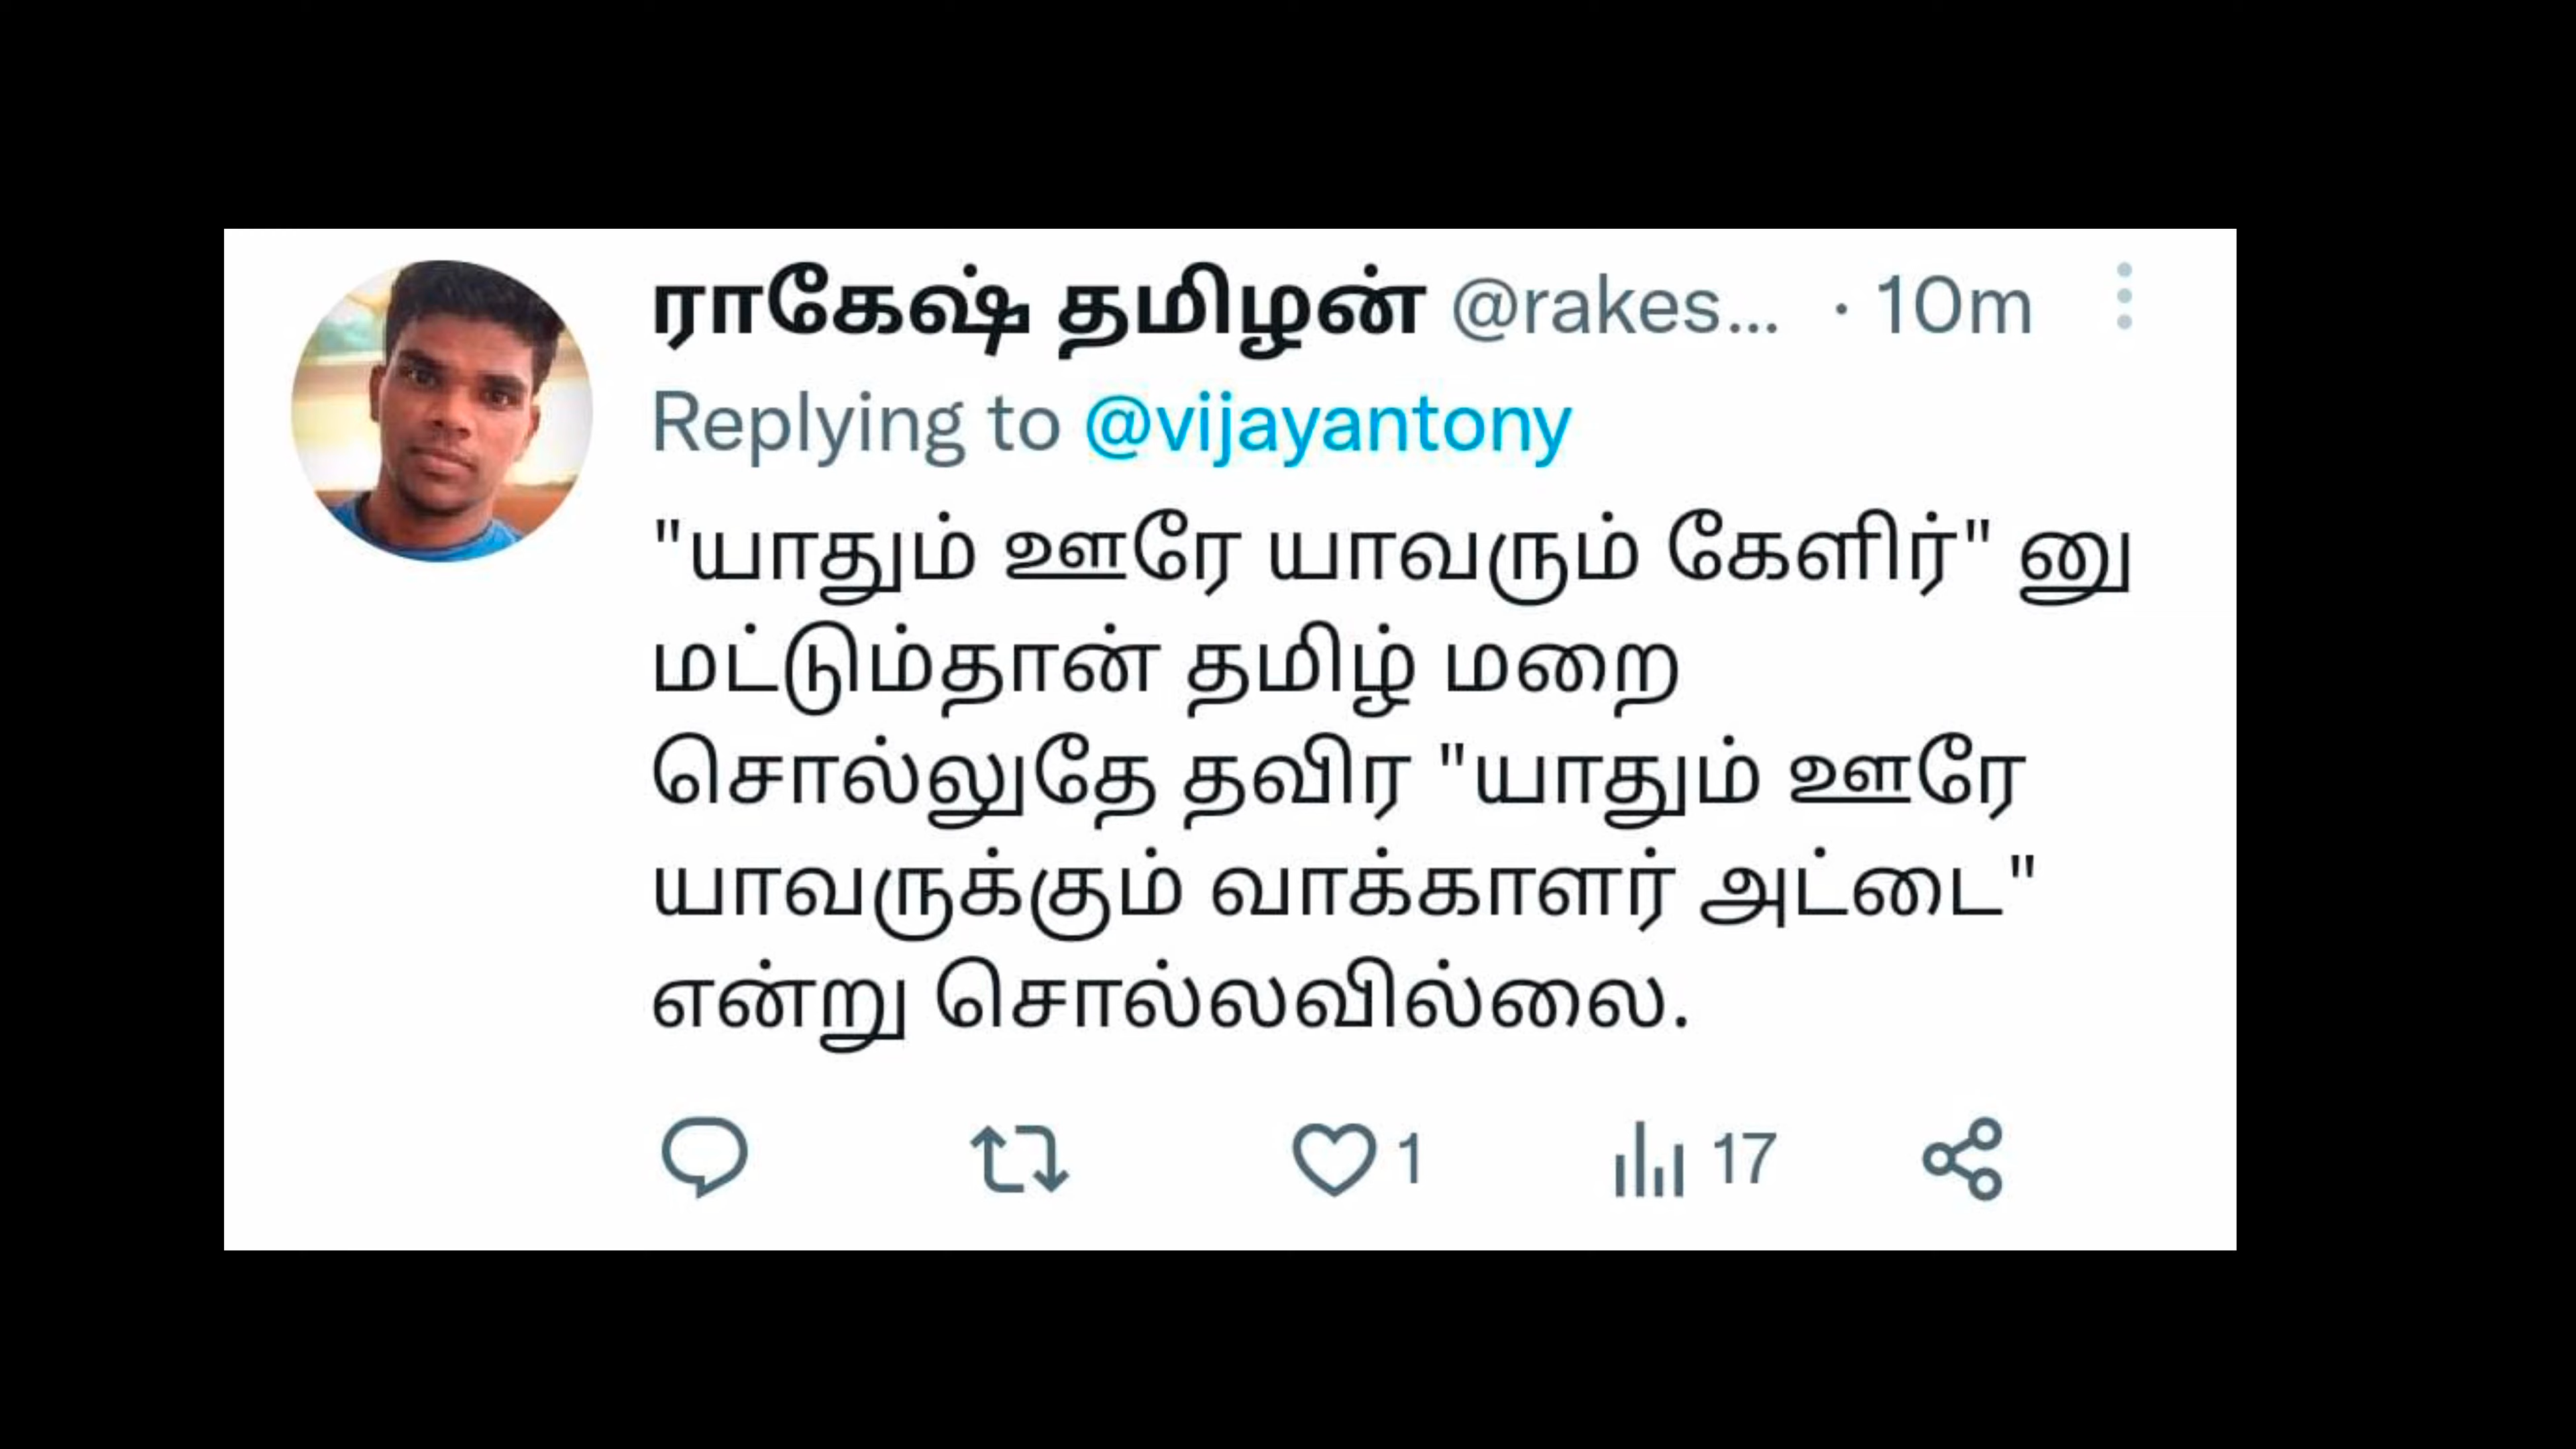 ராகேஷ் தமிழன் @rakes... · 10m
Replying to @vijayantony
"யாதும் ஊரே யாவரும் கேளிர்" னு
மட்டும்தான் தமிழ் மறை
சொல்லுதே தவிர "யாதும் ஊரே
யாவருக்கும் வாக்காளர் அட்டை"
என்று சொல்லவில்லை.
1 17